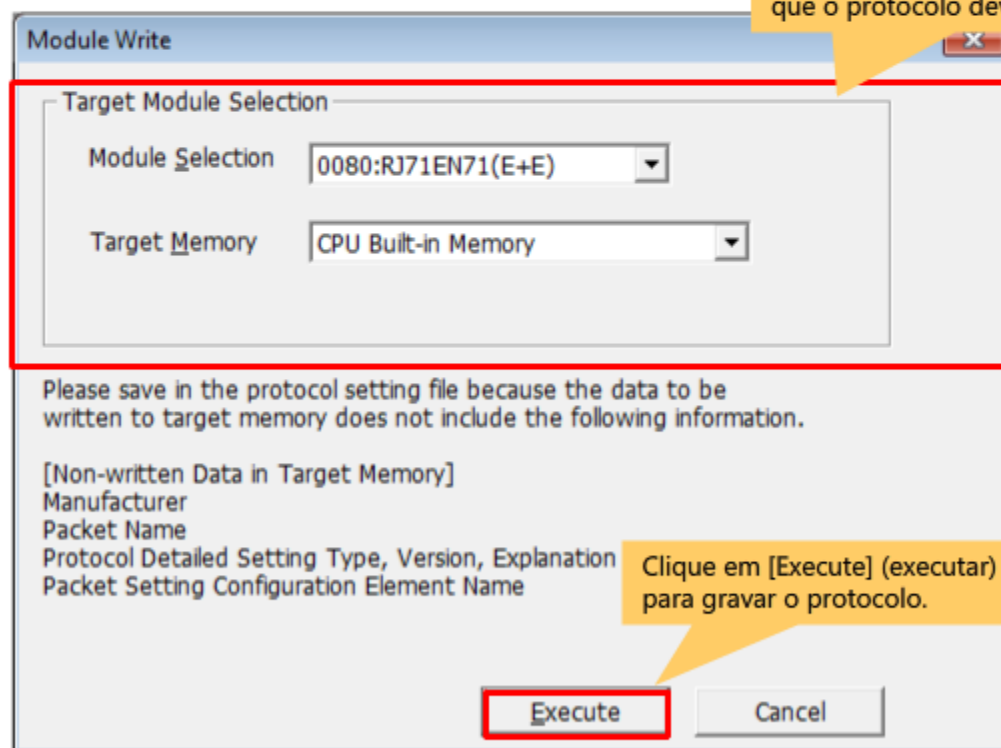 que o protocolo
Module Write
Target Module Selection
Module Selection
0080:RJ71EN71(E+E)
Target Memory
CPU Built-in Memory
Please save in the protocol setting file because the data to be
written to target memory does not include the following information.
[Non-written Data in Target Memory]
Manufacturer
Packet Name
Protocol Detailed Setting Type, Version, Explanation
Packet Setting Configuration Element Name
Clique em [Execute] (executar)
para gravar o protocolo.
Execute
Cancel